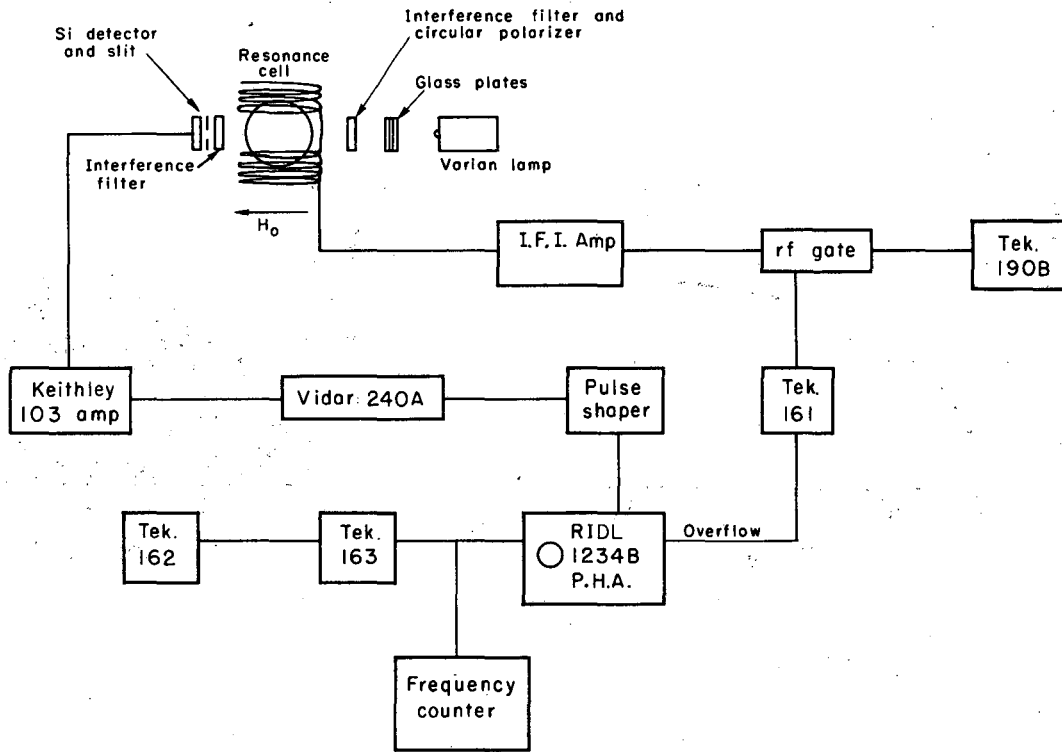 Interference filter and
circular polarizer
Si detector
and slit
Resonance
cell
Glass plates
Interference
filter
Varian lamp
H₀
I.F.I. Amp
rf gate
Tek.
190B
Keithley
103 amp
Vidar 240A
Pulse
shaper
Tek.
161
Tek.
162
Tek.
163
RIDL
1234B
P.H.A.
Overflow
Frequency
counter